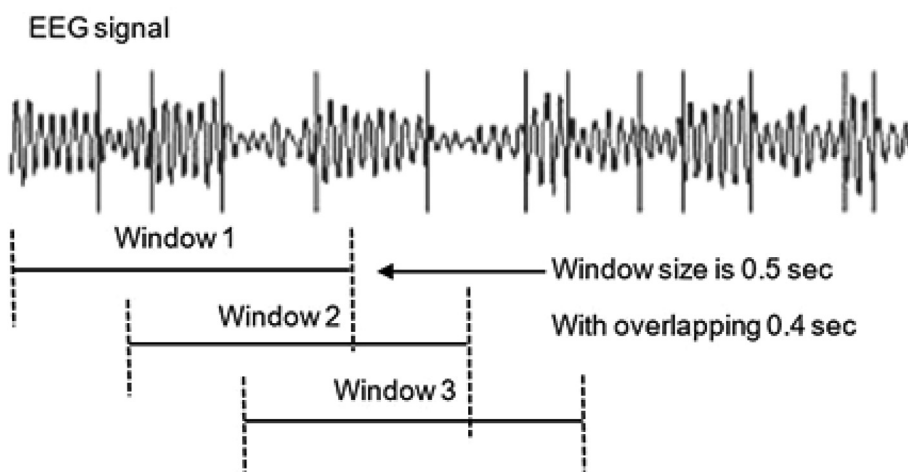 EEG signal
Window 1
Window size is 0.5 sec
Window 2
With overlapping 0.4 sec
Window 3